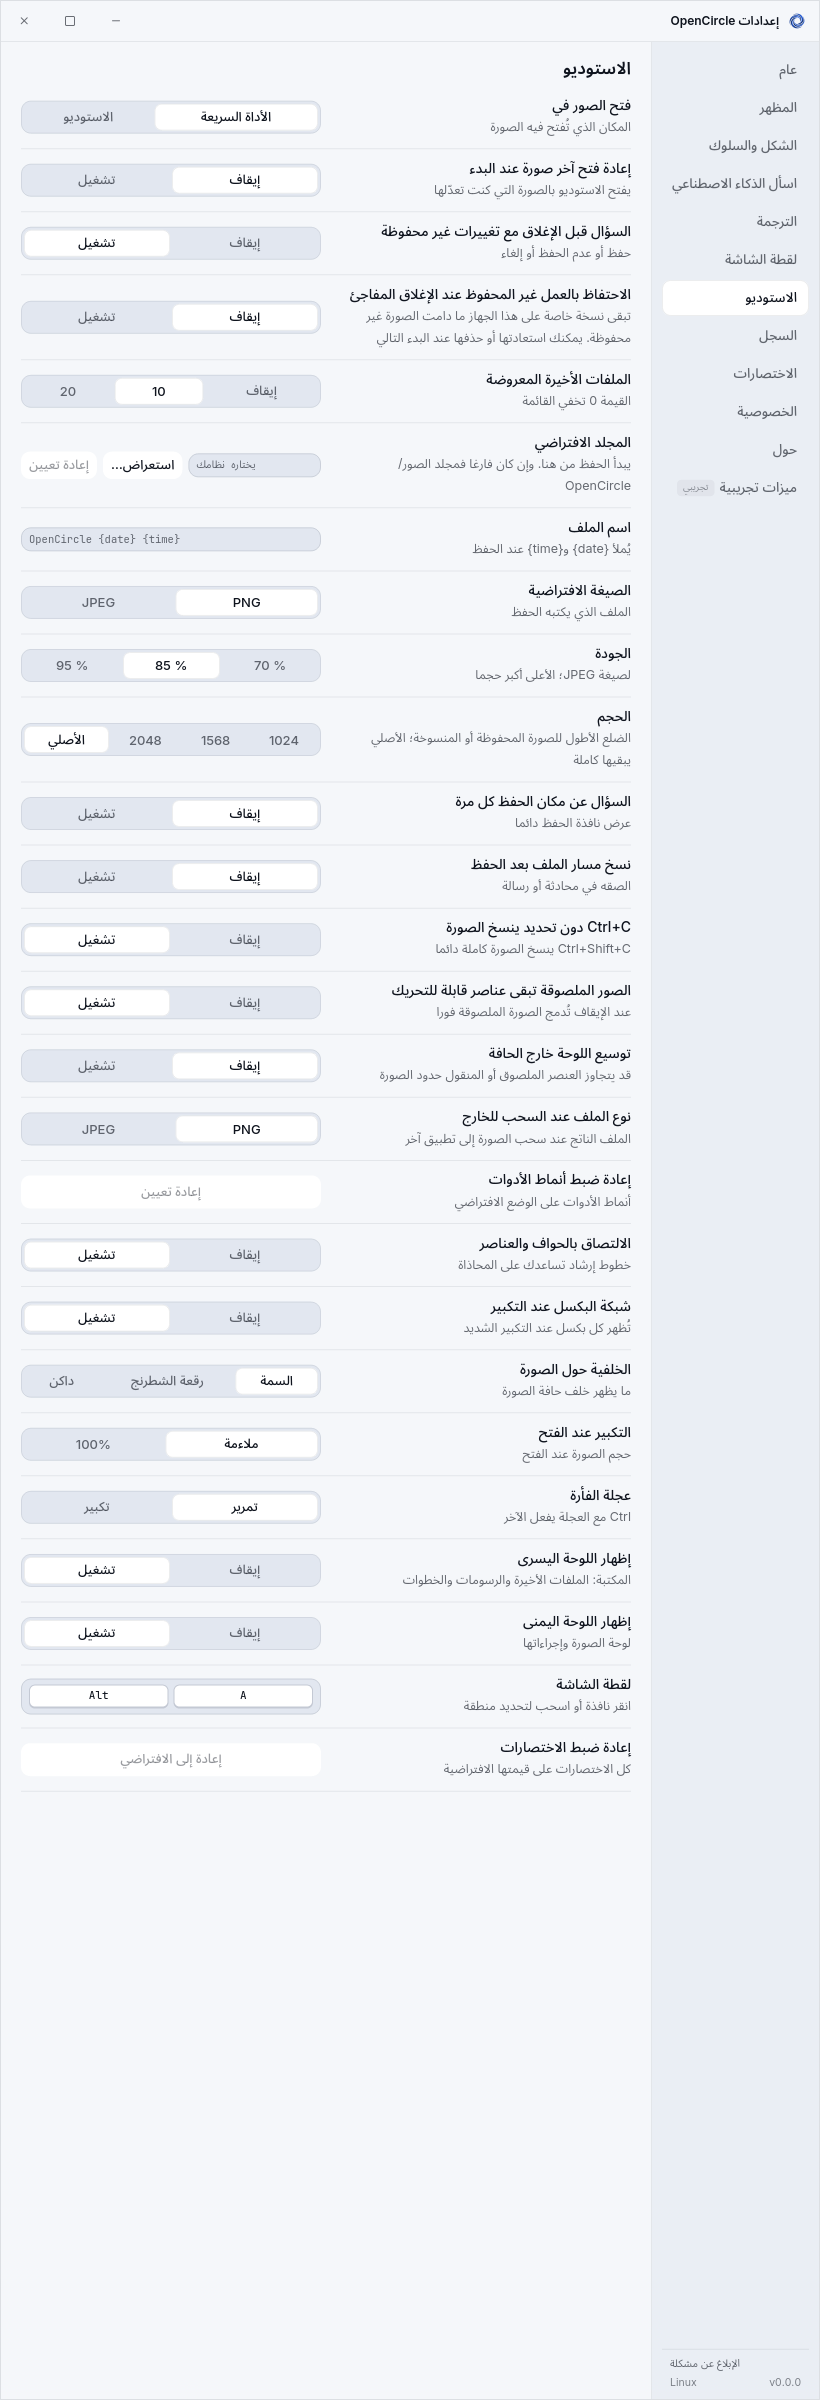 إعدادات OpenCircle
عام
المظهر
الشكل والسلوك
اسأل الذكاء الاصطناعي
الترجمة
لقطة الشاشة
الاستوديو
السجل
الاختصارات
الخصوصية
حول
ميزات تجريبية تجريبي
الإبلاغ عن مشكلة
v0.0.0 Linux
الاستوديو
فتح الصور في
المكان الذي تُفتح فيه الصورة
الأداة السريعة الاستوديو
إعادة فتح آخر صورة عند البدء
يفتح الاستوديو بالصورة التي كنت تعدّلها
إيقاف تشغيل
السؤال قبل الإغلاق مع تغييرات غير محفوظة
حفظ أو عدم الحفظ أو إلغاء
إيقاف تشغيل
الاحتفاظ بالعمل غير المحفوظ عند الإغلاق المفاجئ
تبقى نسخة خاصة على هذا الجهاز ما دامت الصورة غير
محفوظة. يمكنك استعادتها أو حذفها عند البدء التالي
إيقاف تشغيل
الملفات الأخيرة المعروضة
القيمة 0 تخفي القائمة
إيقاف 10 20
المجلد الافتراضي
يبدأ الحفظ من هنا. وإن كان فارغا فمجلد الصور/
OpenCircle
يختاره نظامك استعراض... إعادة تعيين
اسم الملف
يُملأ {date} و{time} عند الحفظ
OpenCircle {date} {time}
الصيغة الافتراضية
الملف الذي يكتبه الحفظ
PNG JPEG
الجودة
لصيغة JPEG؛ الأعلى أكبر حجما
70 % 85 % 95 %
الحجم
الضلع الأطول للصورة المحفوظة أو المنسوخة؛ الأصلي
يبقيها كاملة
1024 1568 2048 الأصلي
السؤال عن مكان الحفظ كل مرة
عرض نافذة الحفظ دائما
إيقاف تشغيل
نسخ مسار الملف بعد الحفظ
الصقه في محادثة أو رسالة
إيقاف تشغيل
Ctrl+C دون تحديد ينسخ الصورة
Ctrl+Shift+C ينسخ الصورة كاملة دائما
إيقاف تشغيل
الصور الملصوقة تبقى عناصر قابلة للتحريك
عند الإيقاف تُدمج الصورة الملصوقة فورا
إيقاف تشغيل
توسيع اللوحة خارج الحافة
قد يتجاوز العنصر الملصوق أو المنقول حدود الصورة
إيقاف تشغيل
نوع الملف عند السحب للخارج
الملف الناتج عند سحب الصورة إلى تطبيق آخر
PNG JPEG
إعادة ضبط أنماط الأدوات
أنماط الأدوات على الوضع الافتراضي
إعادة تعيين
الالتصاق بالحواف والعناصر
خطوط إرشاد تساعدك على المحاذاة
إيقاف تشغيل
شبكة البكسل عند التكبير
تُظهر كل بكسل عند التكبير الشديد
إيقاف تشغيل
الخلفية حول الصورة
ما يظهر خلف حافة الصورة
السمة رقعة الشطرنج داكن
التكبير عند الفتح
حجم الصورة عند الفتح
ملاءمة 100%
عجلة الفأرة
Ctrl مع العجلة يفعل الآخر
تمرير تكبير
إظهار اللوحة اليسرى
المكتبة: الملفات الأخيرة والرسومات والخطوات
إيقاف تشغيل
إظهار اللوحة اليمنى
لوحة الصورة وإجراءاتها
إيقاف تشغيل
لقطة الشاشة
انقر نافذة أو اسحب لتحديد منطقة
A Alt
إعادة ضبط الاختصارات
كل الاختصارات على قيمتها الافتراضية
إعادة إلى الافتراضي